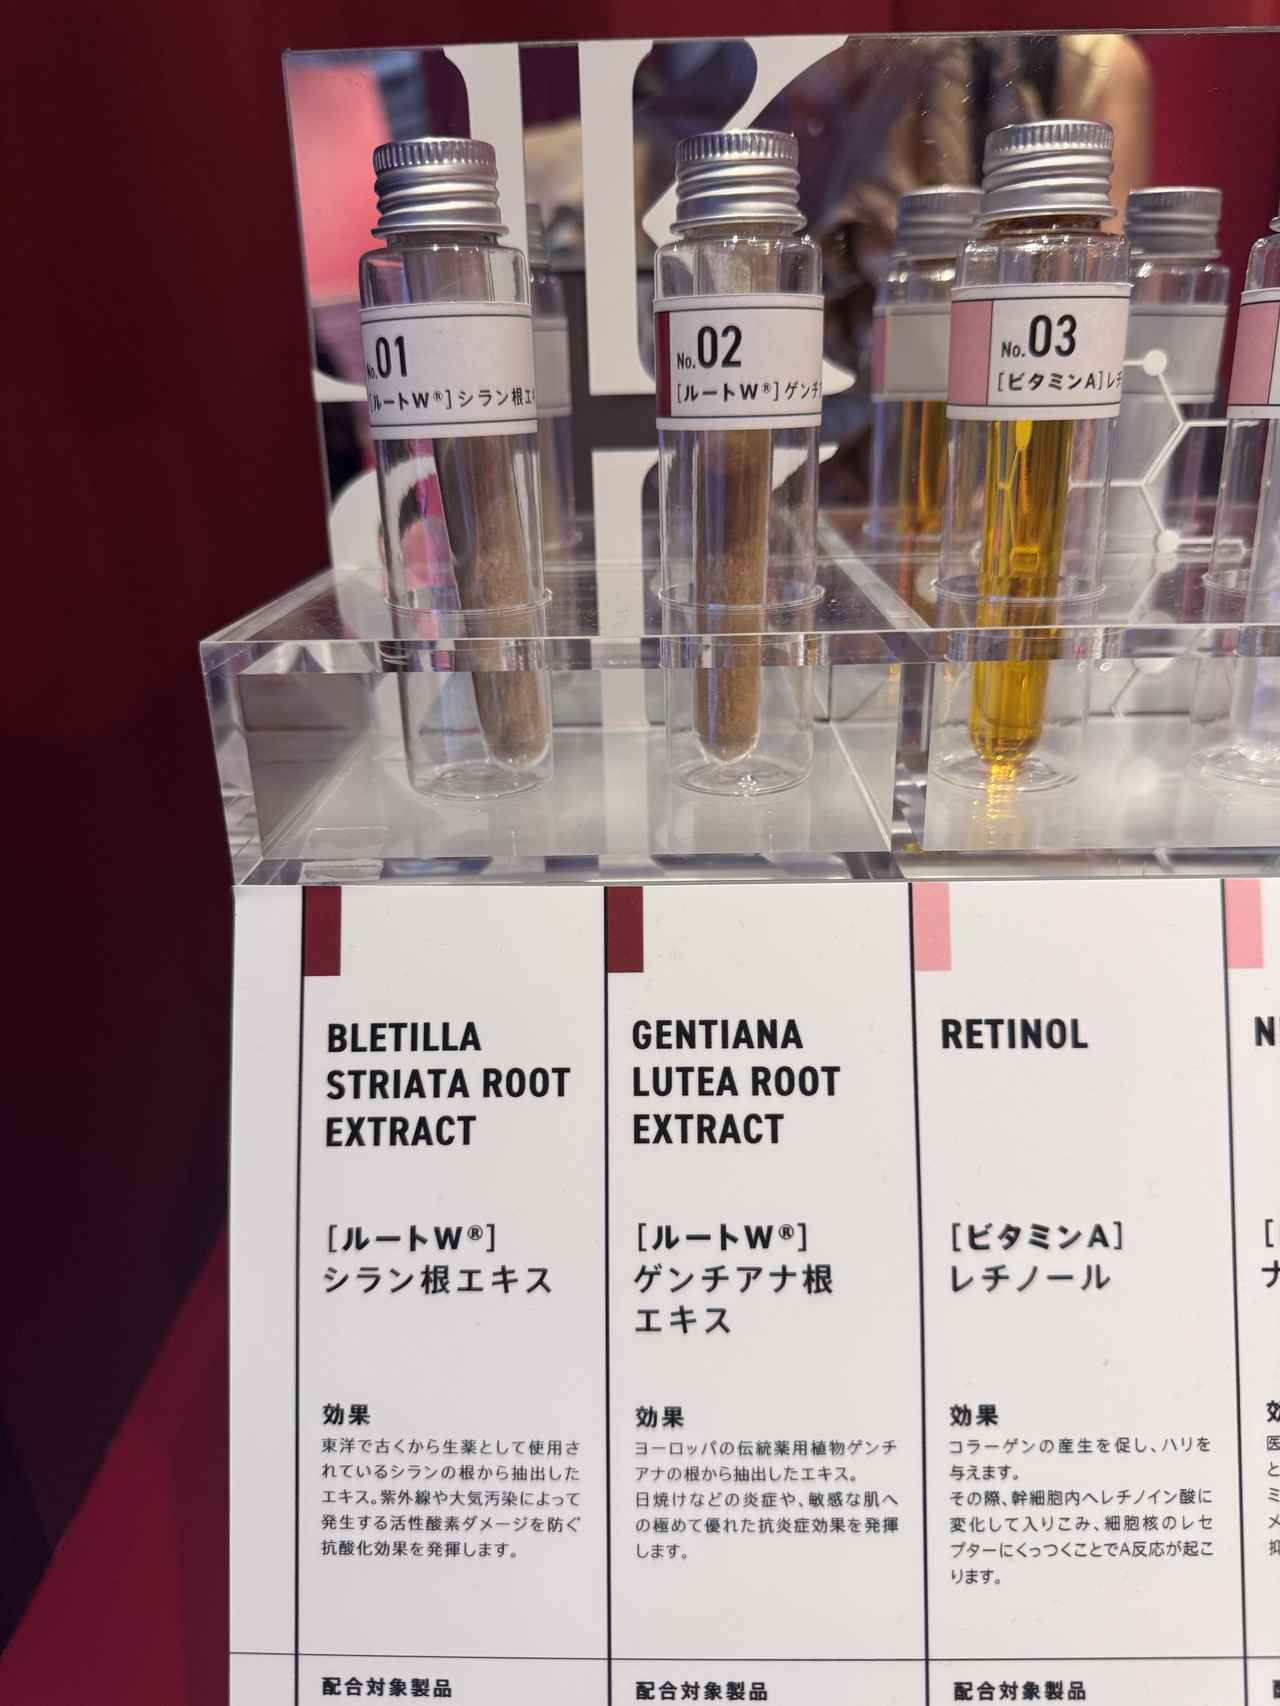 No.01
[ルートW®] シラン根エ
No.02
[ルートW®] ゲンチ
No.03
[ビタミンA] レチ
BLETILLA
STRIATA ROOT
EXTRACT
[ルートW®]
シラン根エキス
効果
東洋で古くから生薬として使用さ
れているシランの根から抽出した
エキス。紫外線や大気汚染によって
発生する活性酸素ダメージを防ぐ
抗酸化効果を発揮します。
配合対象製品
GENTIANA
LUTEA ROOT
EXTRACT
[ルートW®]
ゲンチアナ根
エキス
効果
ヨーロッパの伝統薬用植物ゲンチ
アナの根から抽出したエキス。
日焼けなどの炎症や、敏感な肌へ
の極めて優れた抗炎症効果を発揮
します。
配合対象製品
RETINOL
[ビタミンA]
レチノール
効果
コラーゲンの産生を促し、ハリを
与えます。
その際、幹細胞内へレチノイン酸に
変化して入りこみ、細胞核のレセ
プターにくっつくことでA反応が起こ
ります。
配合対象製品